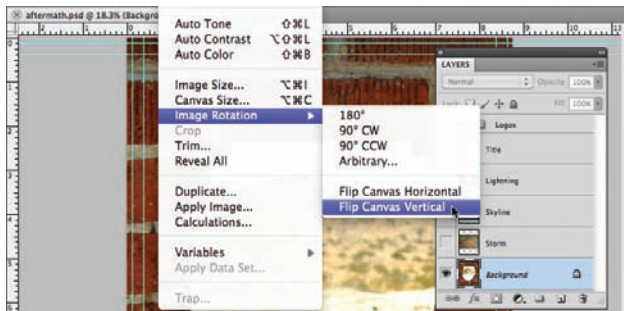 aftermath.psd @ 18.3% (Backgro
Auto Tone ⇧⌘L
Auto Contrast ⌥⇧⌘L
Auto Color ⇧⌘B
Image Size... ⌥⌘I
Canvas Size... ⌥⌘C
Image Rotation ▶
Crop
Trim...
Reveal All
Duplicate...
Apply Image...
Calculations...
Variables ▶
Apply Data Set...
Trap...
180°
90° CW
90° CCW
Arbitrary...
Flip Canvas Horizontal
Flip Canvas Vertical
LAYERS
Normal Opacity: 100%
Lock: Fill: 100%
Logos
Title
Lightning
Skyline
Storm
Background